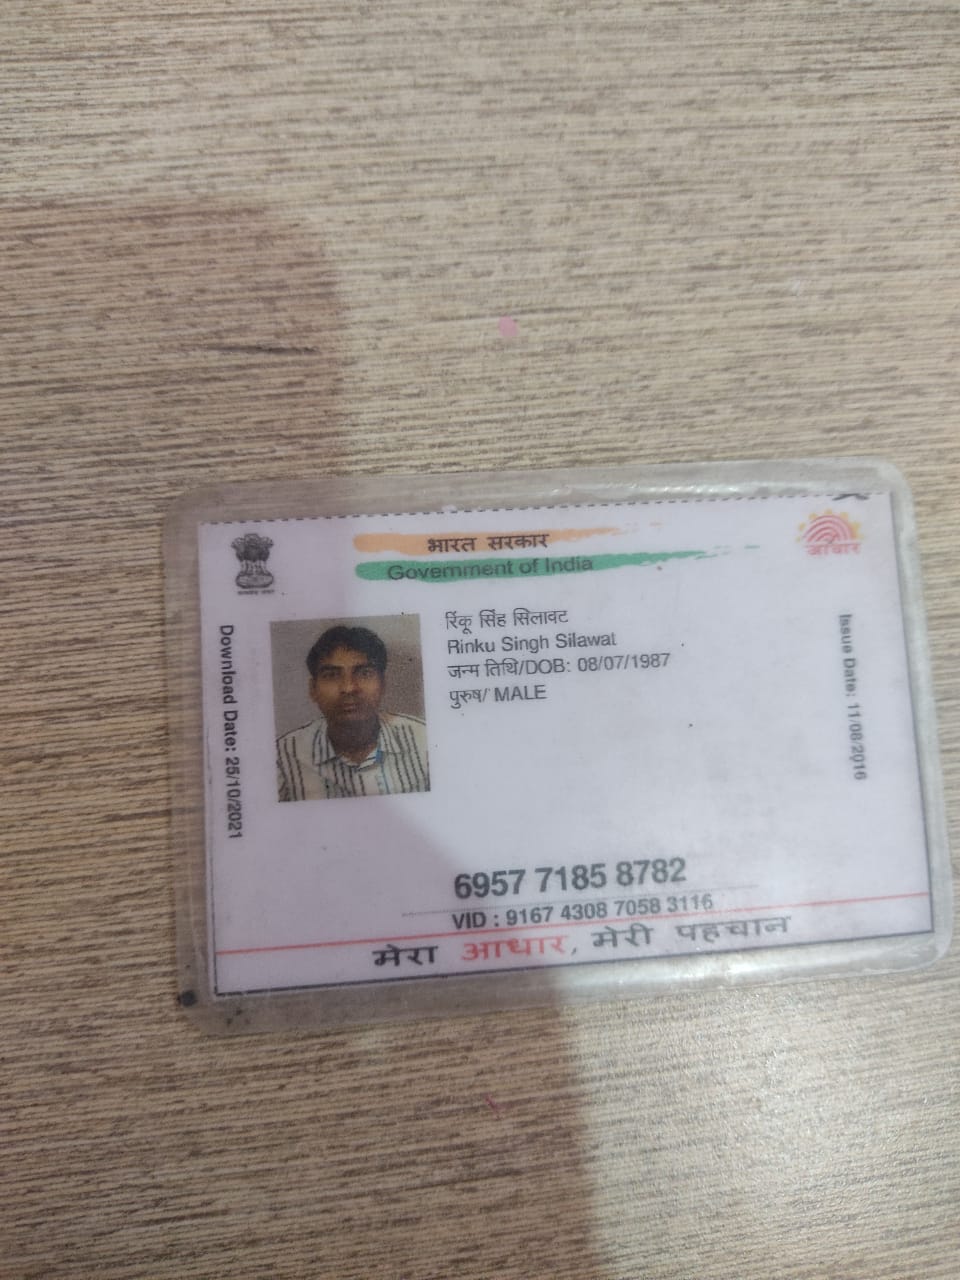 भारत सरकार
Government of India
आधार
Download Date: 25/10/2021
रिंकू सिंह सिलावट
Rinku Singh Silawat
जन्म तिथि/DOB: 08/07/1987
पुरुष/ MALE
Issue Date: 11/08/2016
6957 7185 8782
VID : 9167 4308 7058 3116
मेरा आधार, मेरी पहचान